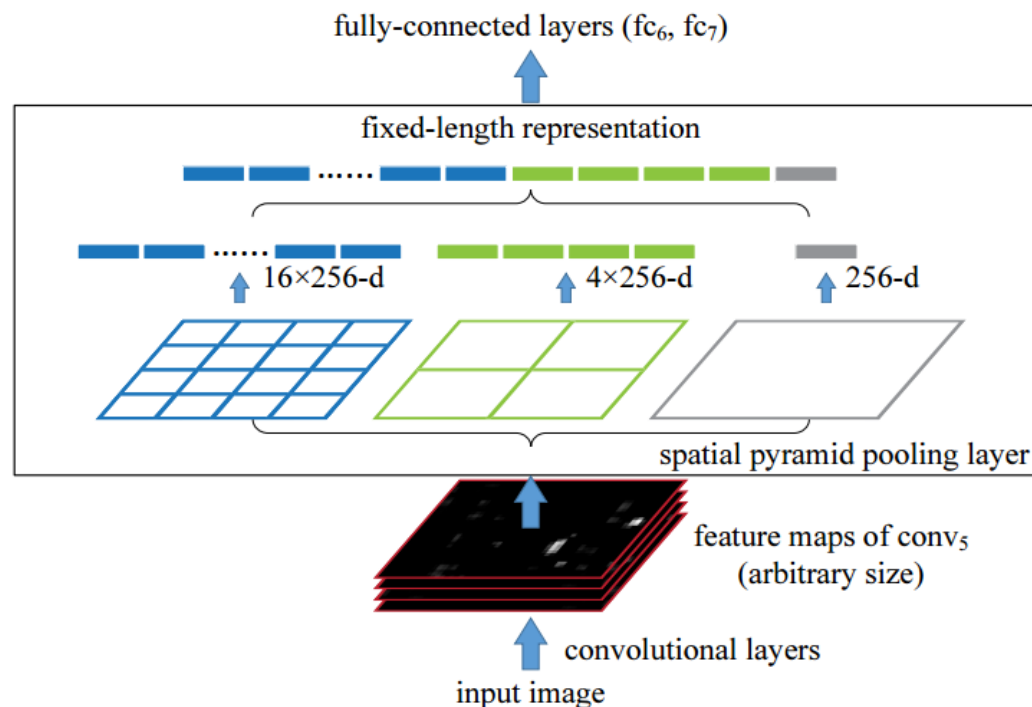 fully-connected layers (fc₆, fc₇)
fixed-length representation
......
......
16×256-d
4×256-d
256-d
spatial pyramid pooling layer
feature maps of conv₅
(arbitrary size)
convolutional layers
input image